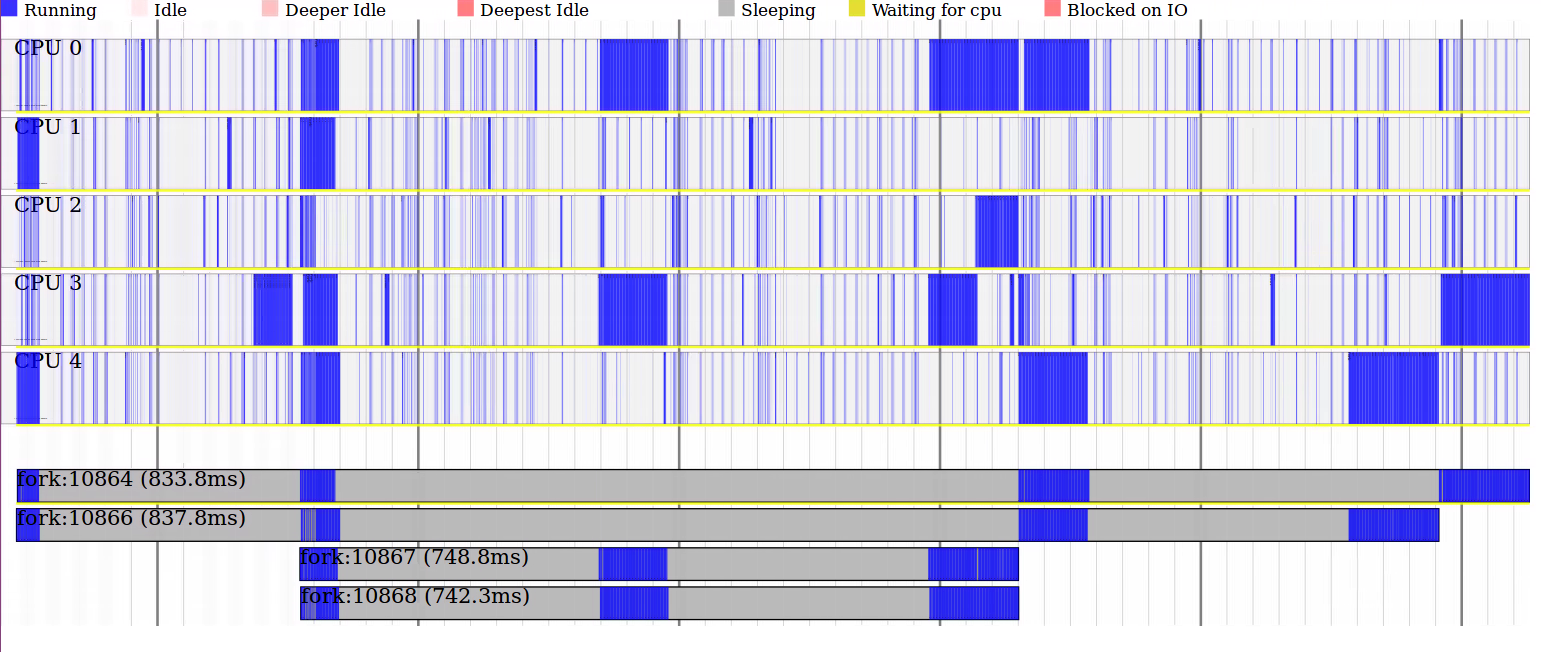 Running Idle Deeper Idle Deepest Idle Sleeping Waiting for cpu Blocked on IO
CPU 0
CPU 1
CPU 2
CPU 3
CPU 4
fork:10864 (833.8ms)
fork:10866 (837.8ms)
fork:10867 (748.8ms)
fork:10868 (742.3ms)